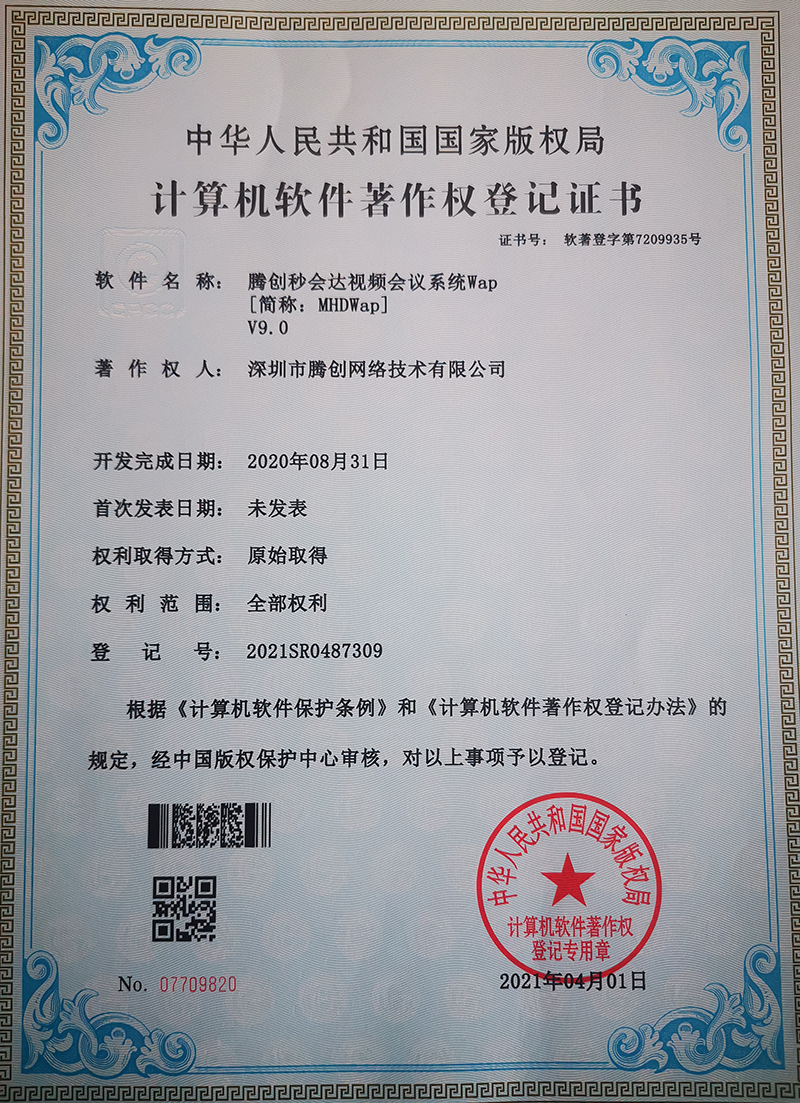 中华人民共和国国家版权局
计算机软件著作权登记证书
证书号： 软著登字第7209935号
软件名称： 腾创秒会达视频会议系统Wap
[简称：MHDWap]
V9.0
著作权人： 深圳市腾创网络技术有限公司
开发完成日期： 2020年08月31日
首次发表日期： 未发表
权利取得方式： 原始取得
权利范围： 全部权利
登记号： 2021SR0487309
根据《计算机软件保护条例》和《计算机软件著作权登记办法》的
规定，经中国版权保护中心审核，对以上事项予以登记。
中华人民共和国国家版权局
计算机软件著作权
登记专用章
No. 07709820
2021年04月01日